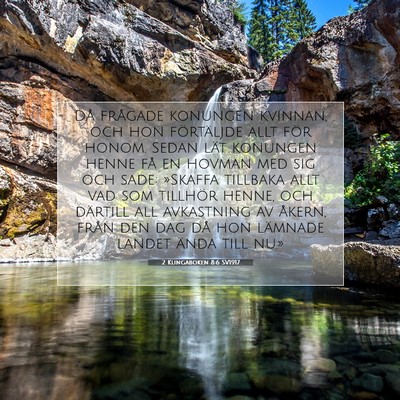 DÅ FRÅGADE KONUNGEN KVINNAN,
OCH HON FÖRTÄLJDE ALLT FÖR
HONOM. SEDAN LÄT KONUNGEN
HENNE FÅ EN HOVMAN MED SIG
OCH SADE: »SKAFFA TILLBAKA ALLT
VAD SOM TILLHÖR HENNE, OCH
DÄRTILL ALL AVKASTNING AV ÅKERN,
FRÅN DEN DAG DÅ HON LÄMNADE
LANDET ÄNDA TILL NU.»
2 KUNGABOKEN 8:6 SV1917